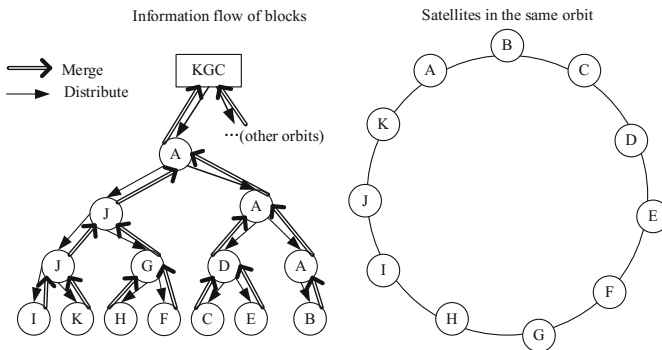 Information flow of blocks
Satellites in the same orbit
Merge
Distribute
KGC
···(other orbits)
A
J
A
J
G
D
A
I
K
H
F
C
E
B
B
A
C
K
D
J
E
I
F
H
G